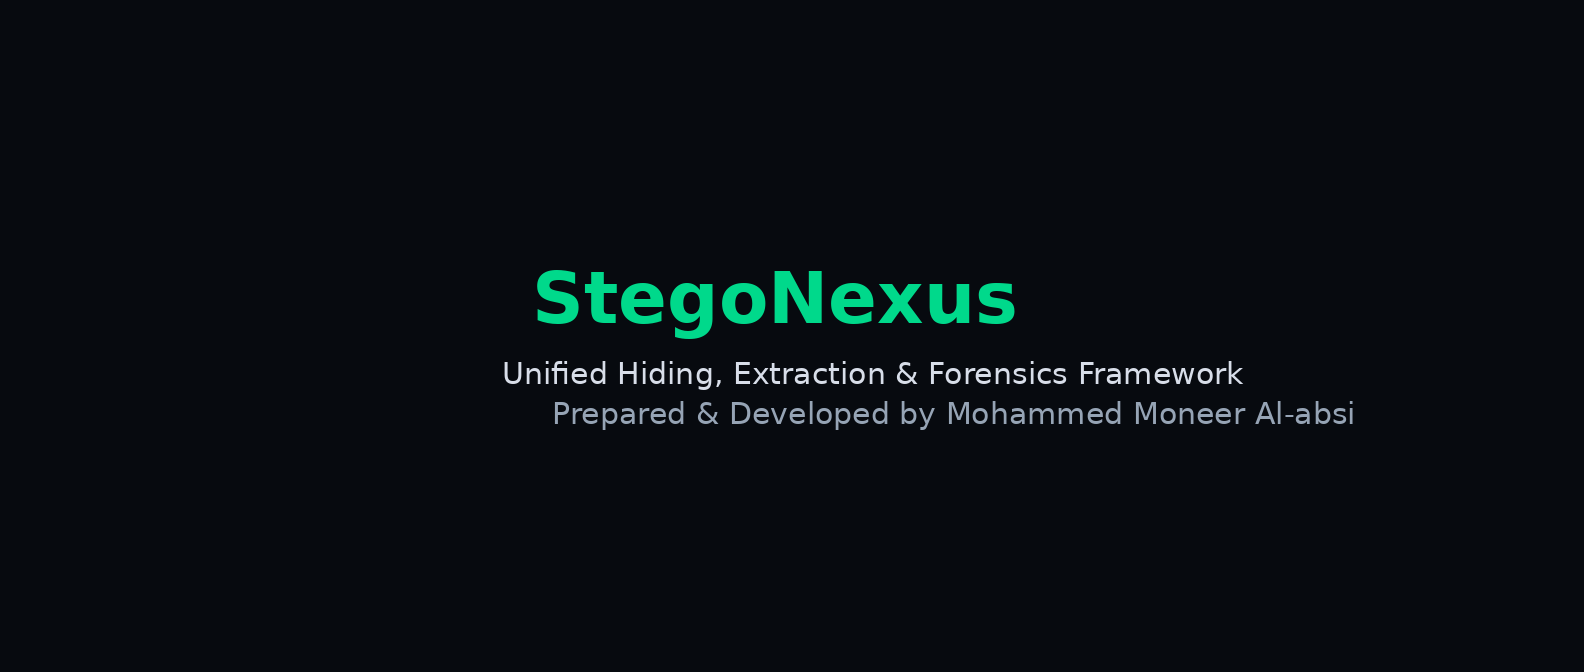 StegoNexus
Unified Hiding, Extraction & Forensics Framework
Prepared & Developed by Mohammed Moneer Al-absi